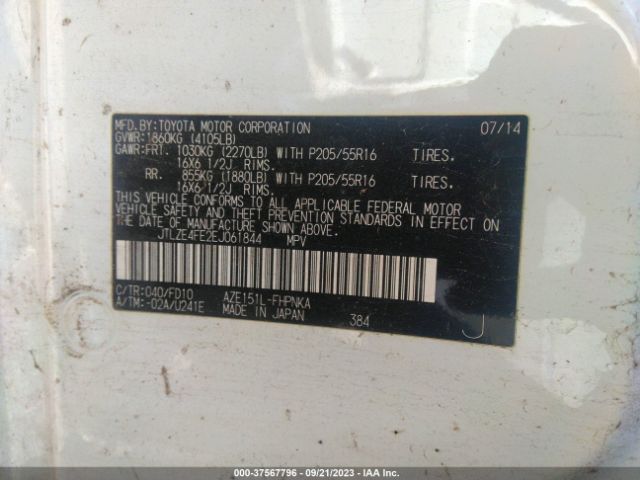 MFD.BY:TOYOTA MOTOR CORPORATION 07/14
GVWR:1860KG (4105LB)
GAWR:FRT. 1030KG (2270LB) WITH P205/55R16 TIRES.
16X6 1/2J RIMS.
RR. 855KG (1880LB) WITH P205/55R16 TIRES.
16X6 1/2J RIMS.
THIS VEHICLE CONFORMS TO ALL APPLICABLE FEDERAL MOTOR
VEHICLE SAFETY AND THEFT PREVENTION STANDARDS IN EFFECT ON
THE DATE OF MANUFACTURE SHOWN ABOVE.
JTLZE4FE2EJ061844 MPV
C/TR:040/FD10 AZE151L-FHPNKA
A/TM:-02A/U241E MADE IN JAPAN 384 J
000-37567796 - 09/21/2023 - IAA Inc.